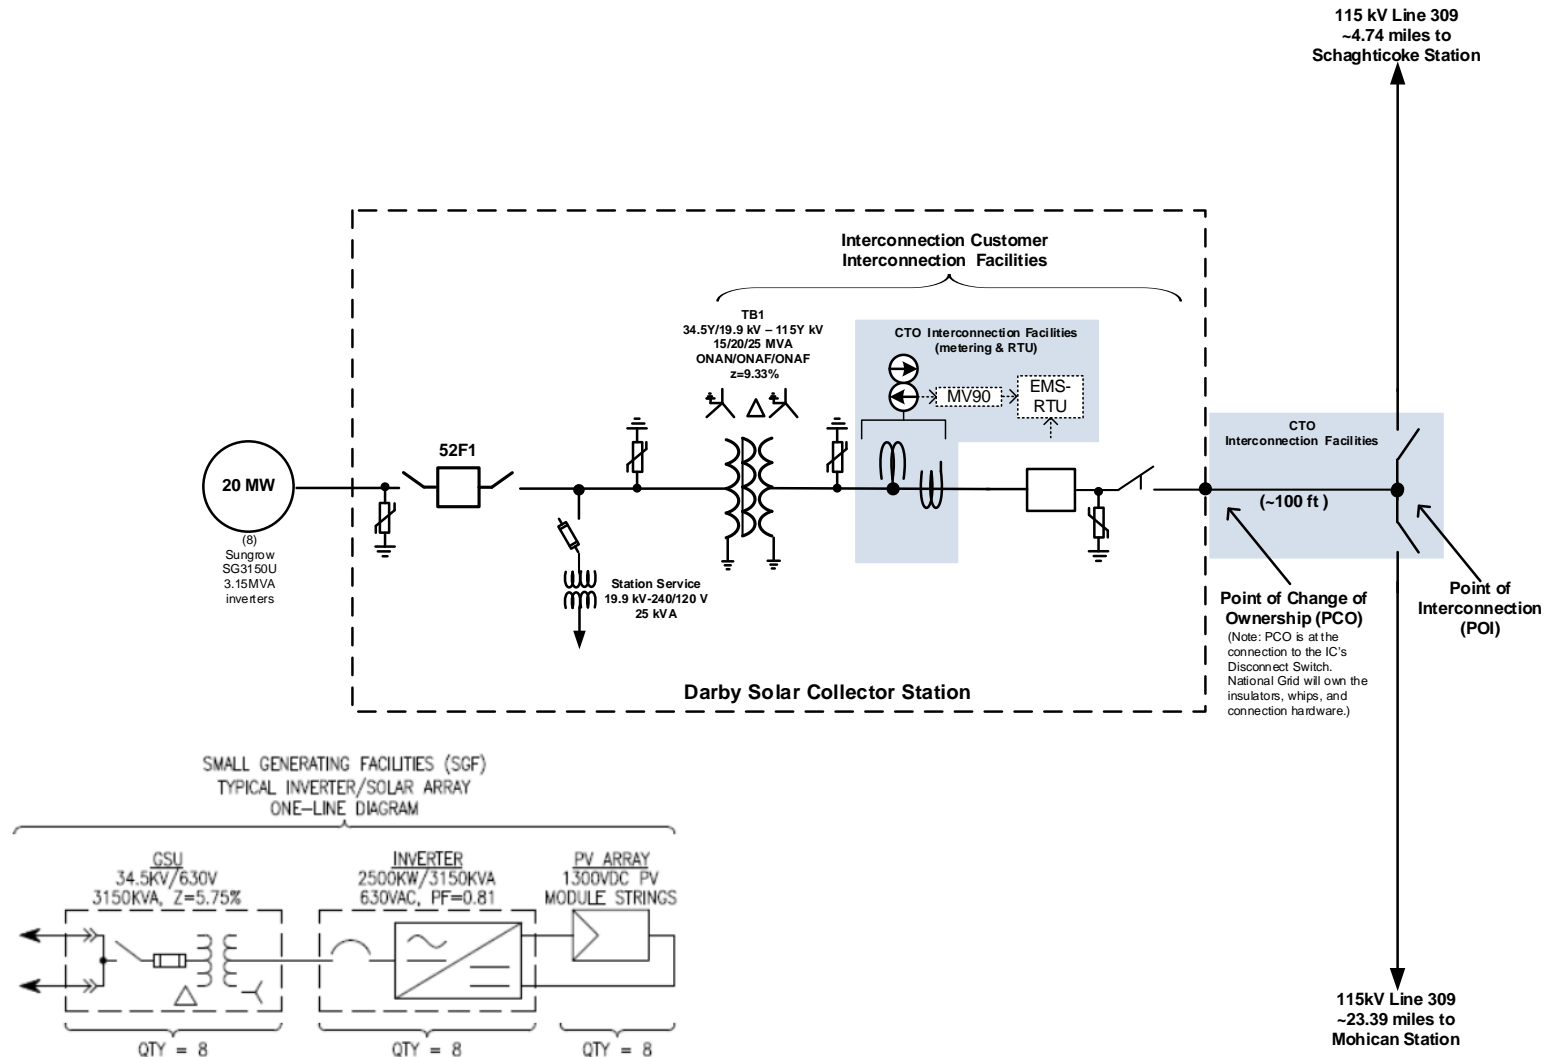 115 kV Line 309
~4.74 miles to
Schaghticoke Station
Interconnection Customer
Interconnection Facilities
TB1
34.5Y/19.9 kV – 115Y kV
15/20/25 MVA
ONAN/ONAF/ONAF
z=9.33%
CTO Interconnection Facilities
(metering & RTU)
MV90
EMS-
RTU
CTO
Interconnection Facilities
52F1
20 MW
(8)
Sungrow
SG3150U
3.15MVA
inverters
(~100 ft )
Station Service
19.9 kV-240/120 V
25 kVA
Point of Change of
Ownership (PCO)
(Note: PCO is at the
connection to the IC's
Disconnect Switch.
National Grid will own the
insulators, whips, and
connection hardware.)
Point of
Interconnection
(POI)
Darby Solar Collector Station
SMALL GENERATING FACILITIES (SGF)
TYPICAL INVERTER/SOLAR ARRAY
ONE-LINE DIAGRAM
GSU
34.5KV/630V
3150KVA, Z=5.75%
INVERTER
2500KW/3150KVA
630VAC, PF=0.81
PV ARRAY
1300VDC PV
MODULE STRINGS
QTY = 8
QTY = 8
QTY = 8
115kV Line 309
~23.39 miles to
Mohican Station